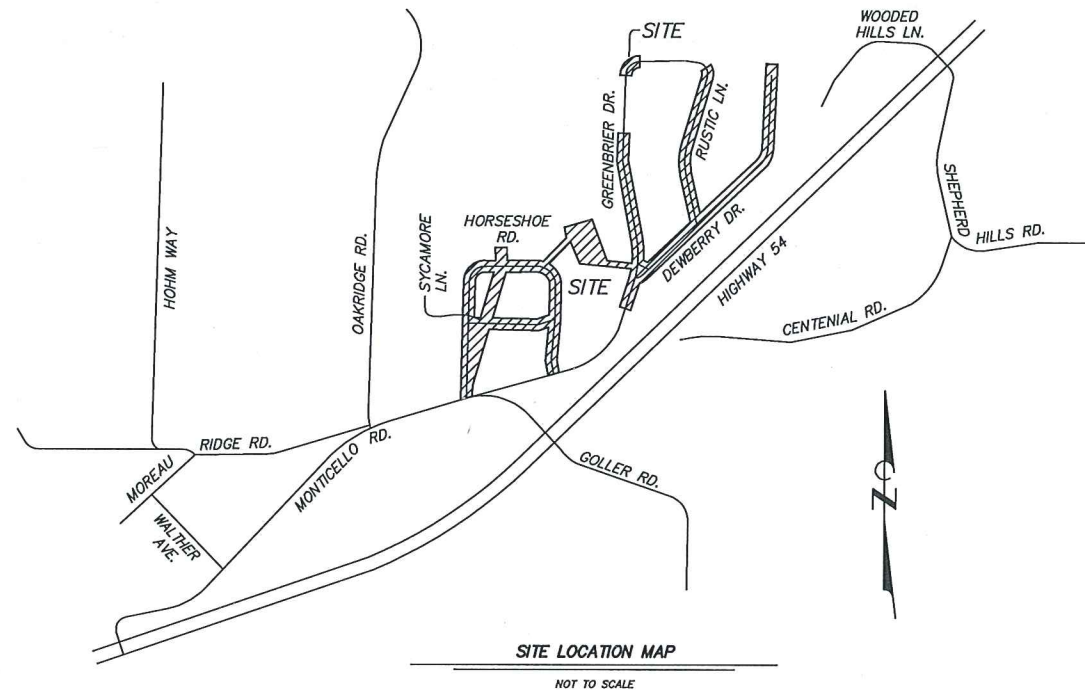 WOODED
HILLS LN.
SITE
GREENBRIER DR.
RUSTIC LN.
SHEPHERD
HILLS RD.
HORSESHOE
RD.
SYCAMORE
LN.
SITE
DEWBERRY DR.
HIGHWAY 54
HOHM WAY
OAKRIDGE RD.
CENTENIAL RD.
RIDGE RD.
MONTICELLO RD.
GOLLER RD.
MOREAU
WALTHER
AVE.
N
SITE LOCATION MAP
NOT TO SCALE